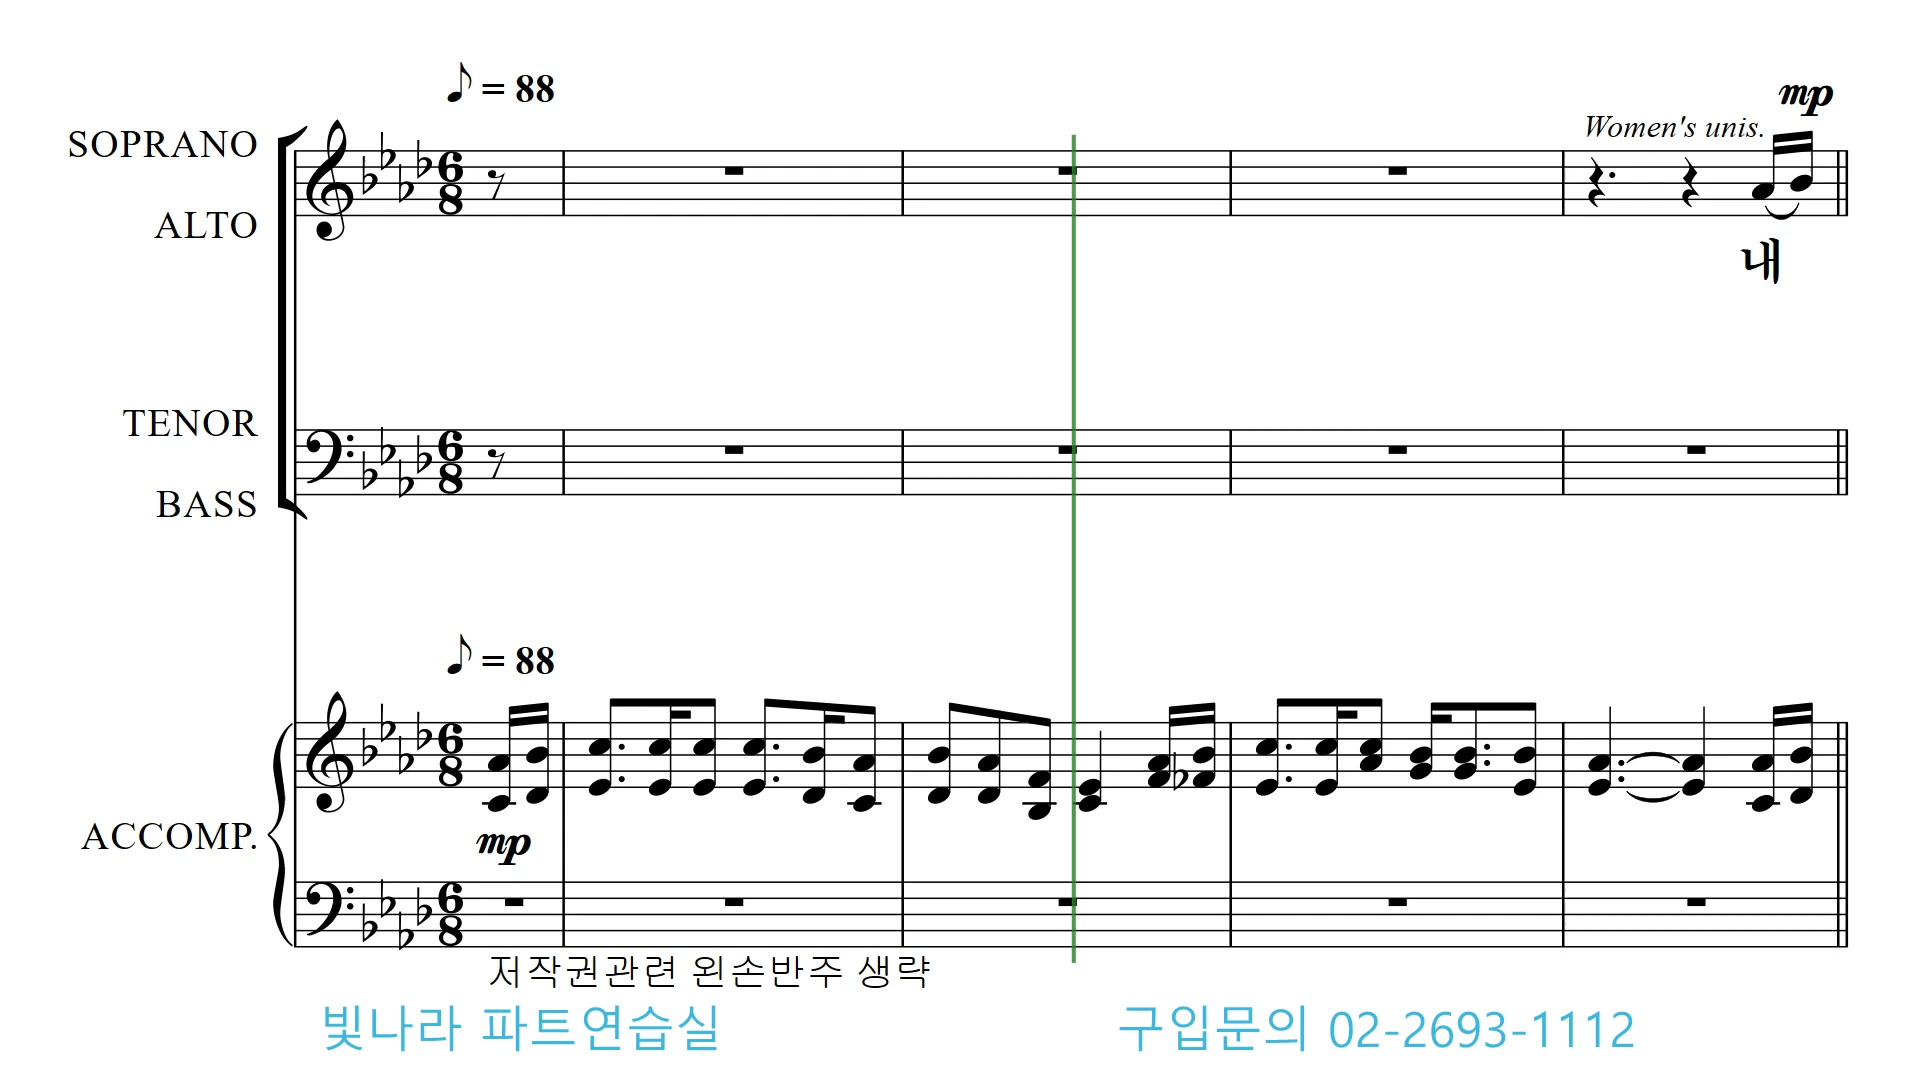 ♪ = 88
mp
Women's unis.
SOPRANO
ALTO
내
TENOR
BASS
♪ = 88
mp
ACCOMP.
저작권관련 왼손반주 생략
빛나라 파트연습실
구입문의 02-2693-1112